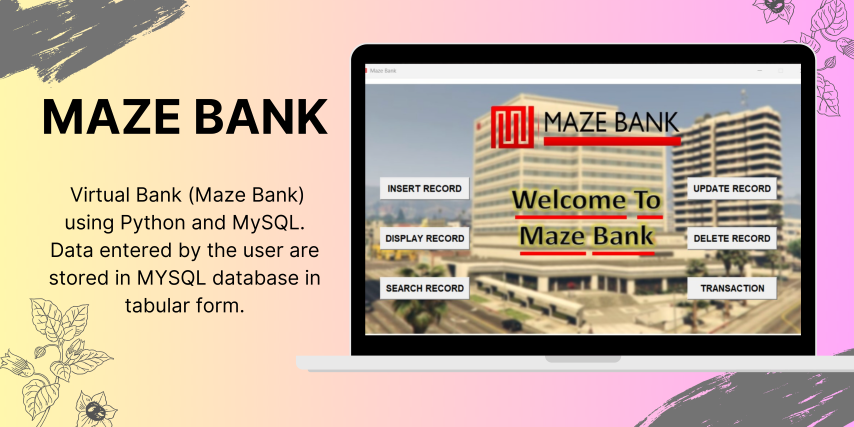 MAZE BANK
Virtual Bank (Maze Bank)
using Python and MySQL.
Data entered by the user are
stored in MYSQL database in
tabular form.
Maze Bank
MAZE BANK
INSERT RECORD
UPDATE RECORD
Welcome To
Maze Bank
DISPLAY RECORD
DELETE RECORD
SEARCH RECORD
TRANSACTION